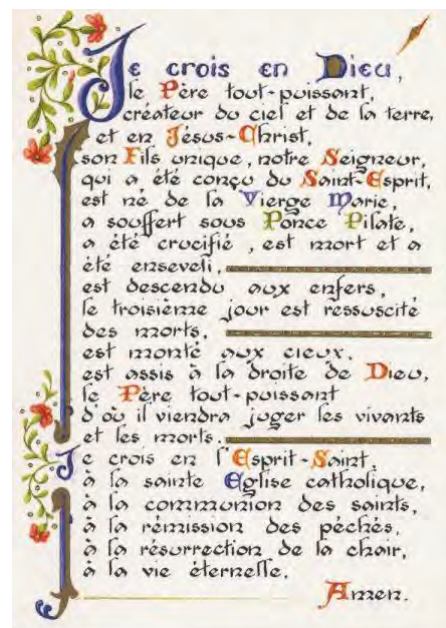 Je crois en Dieu,
le Père tout-puissant,
créateur du ciel et de la terre,
et en Jésus-Christ,
son Fils unique, notre Seigneur,
qui a été conçu du Saint-Esprit,
est né de la Vierge Marie,
a souffert sous Ponce Pilate,
a été crucifié, est mort et a
été enseveli,
est descendu aux enfers,
le troisième jour est ressuscité
des morts,
est monté aux cieux,
est assis à la droite de Dieu,
le Père tout-puissant
d'où il viendra juger les vivants
et les morts.
Je crois en l'Esprit-Saint,
à la sainte Eglise catholique,
à la communion des saints,
à la rémission des péchés,
à la résurrection de la chair,
à la vie éternelle.
Amen.